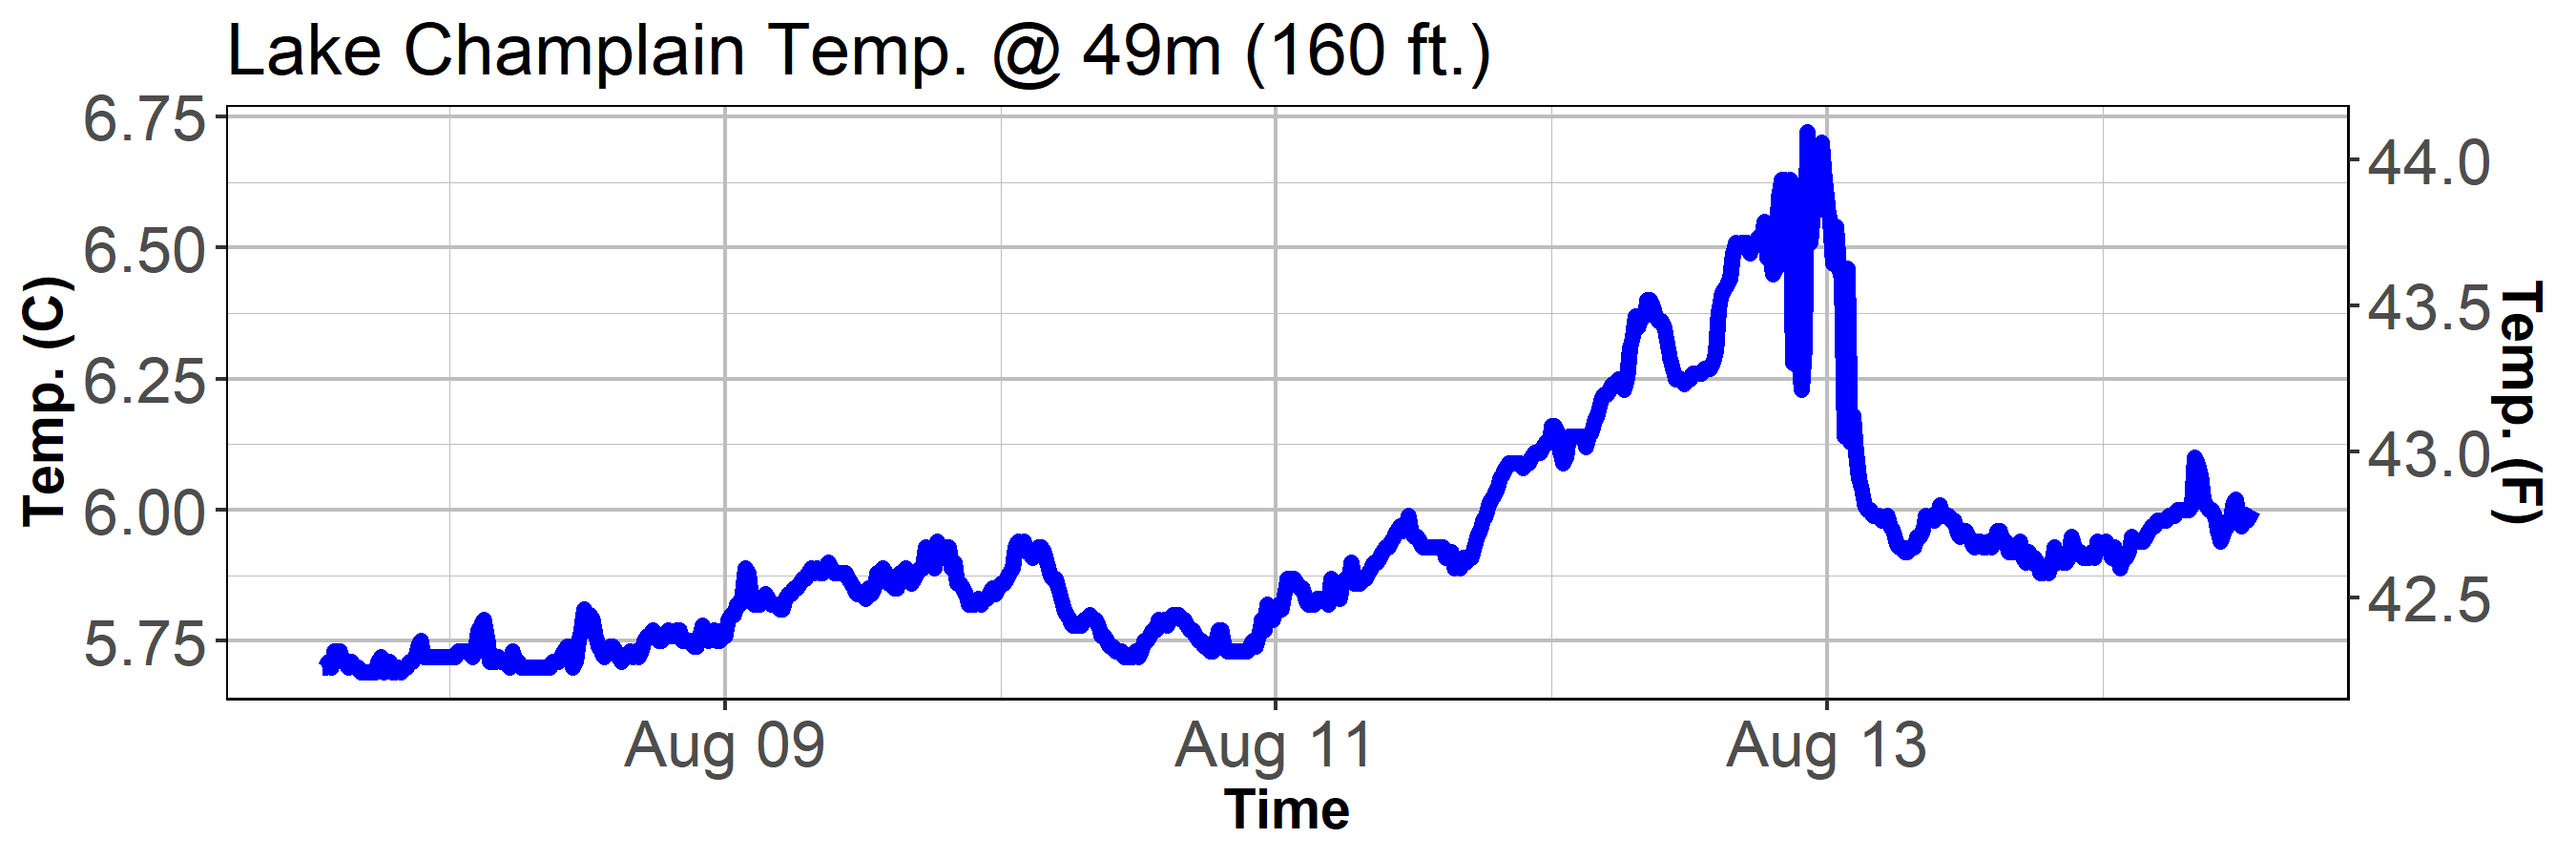 Lake Champlain Temp. @ 49m (160 ft.)
6.75
6.50
6.25
6.00
5.75
Temp. (C)
44.0
43.5
43.0
42.5
Temp. (F)
Aug 09
Aug 11
Aug 13
Time